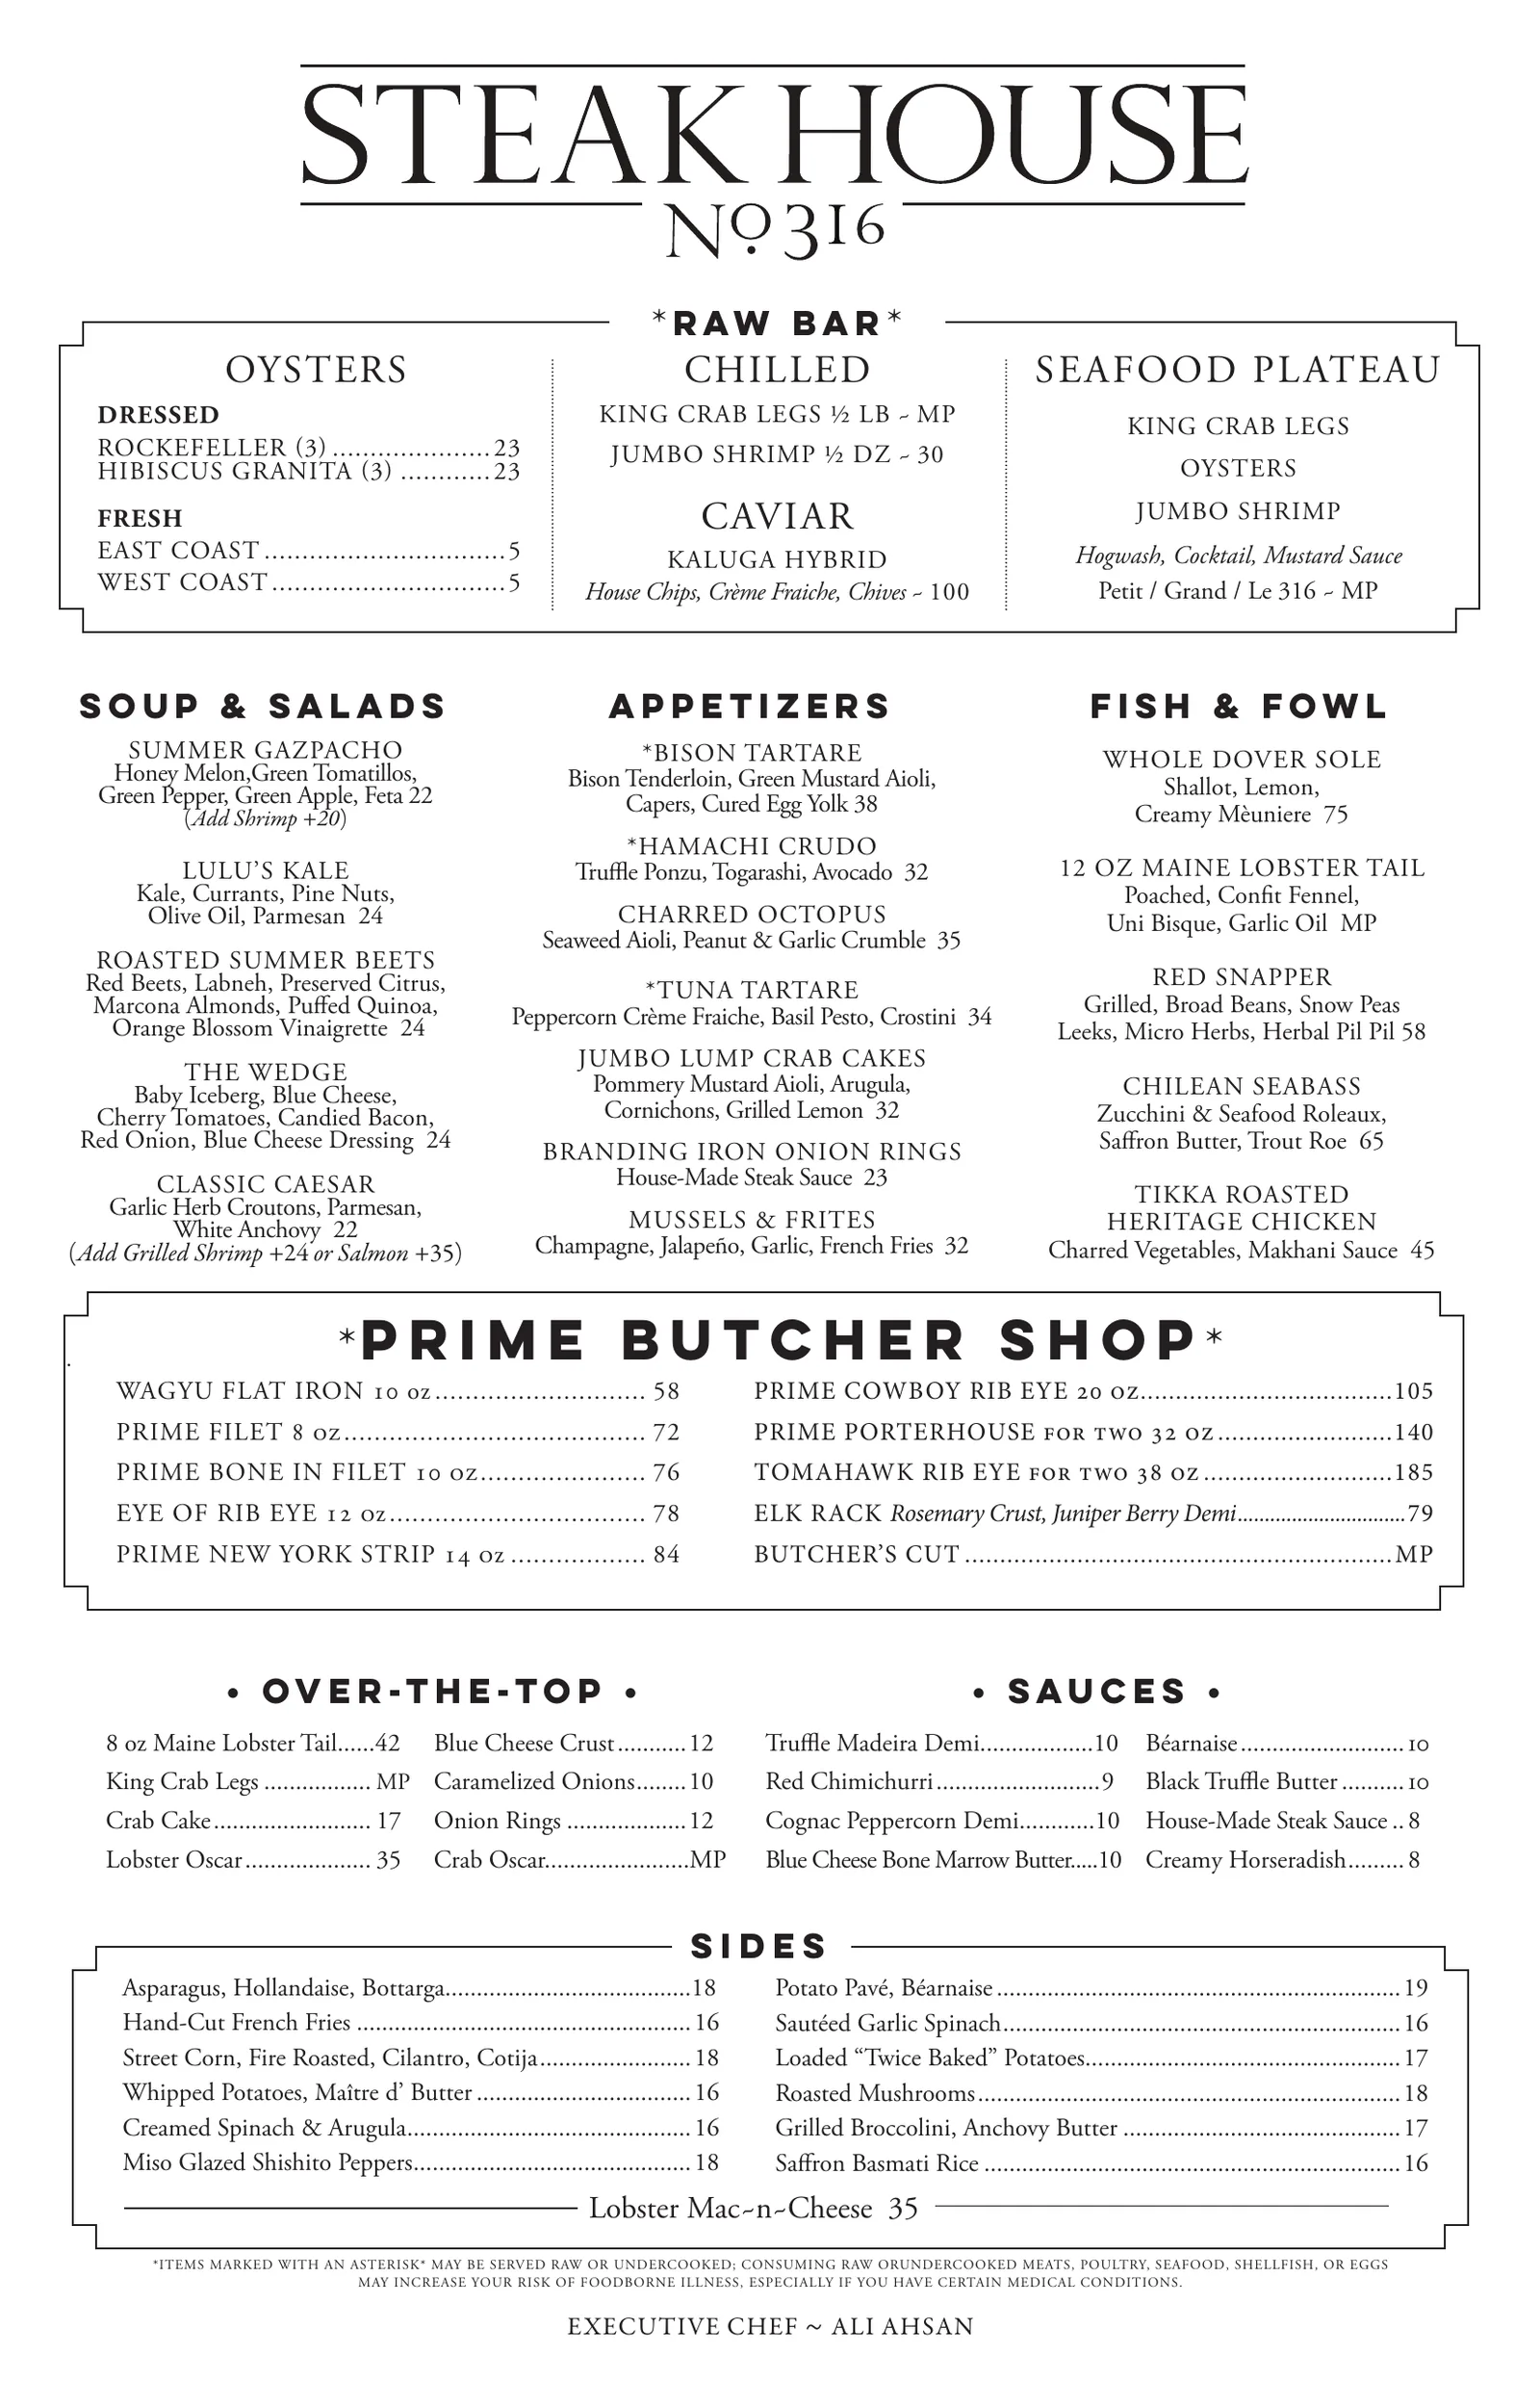 STEAK HOUSE
Nº 316
*RAW BAR*
OYSTERS
DRESSED
ROCKEFELLER (3) .....................23
HIBISCUS GRANITA (3) ............23
FRESH
EAST COAST................................5
WEST COAST...............................5
CHILLED
KING CRAB LEGS ½ LB ~ MP
JUMBO SHRIMP ½ DZ ~ 30
CAVIAR
KALUGA HYBRID
House Chips, Crème Fraiche, Chives ~ 100
SEAFOOD PLATEAU
KING CRAB LEGS
OYSTERS
JUMBO SHRIMP
Hogwash, Cocktail, Mustard Sauce
Petit / Grand / Le 316 ~ MP
SOUP & SALADS
SUMMER GAZPACHO
Honey Melon,Green Tomatillos,
Green Pepper, Green Apple, Feta 22
(Add Shrimp +20)
LULU'S KALE
Kale, Currants, Pine Nuts,
Olive Oil, Parmesan 24
ROASTED SUMMER BEETS
Red Beets, Labneh, Preserved Citrus,
Marcona Almonds, Puffed Quinoa,
Orange Blossom Vinaigrette 24
THE WEDGE
Baby Iceberg, Blue Cheese,
Cherry Tomatoes, Candied Bacon,
Red Onion, Blue Cheese Dressing 24
CLASSIC CAESAR
Garlic Herb Croutons, Parmesan,
White Anchovy 22
(Add Grilled Shrimp +24 or Salmon +35)
APPETIZERS
*BISON TARTARE
Bison Tenderloin, Green Mustard Aioli,
Capers, Cured Egg Yolk 38
*HAMACHI CRUDO
Truffle Ponzu, Togarashi, Avocado 32
CHARRED OCTOPUS
Seaweed Aioli, Peanut & Garlic Crumble 35
*TUNA TARTARE
Peppercorn Crème Fraiche, Basil Pesto, Crostini 34
JUMBO LUMP CRAB CAKES
Pommery Mustard Aioli, Arugula,
Cornichons, Grilled Lemon 32
BRANDING IRON ONION RINGS
House-Made Steak Sauce 23
MUSSELS & FRITES
Champagne, Jalapeño, Garlic, French Fries 32
FISH & FOWL
WHOLE DOVER SOLE
Shallot, Lemon,
Creamy Mèuniere 75
12 OZ MAINE LOBSTER TAIL
Poached, Confit Fennel,
Uni Bisque, Garlic Oil MP
RED SNAPPER
Grilled, Broad Beans, Snow Peas
Leeks, Micro Herbs, Herbal Pil Pil 58
CHILEAN SEABASS
Zucchini & Seafood Roleaux,
Saffron Butter, Trout Roe 65
TIKKA ROASTED
HERITAGE CHICKEN
Charred Vegetables, Makhani Sauce 45
*PRIME BUTCHER SHOP*
WAGYU FLAT IRON 10 oz............................ 58
PRIME FILET 8 OZ........................................ 72
PRIME BONE IN FILET 10 OZ...................... 76
EYE OF RIB EYE 12 OZ.................................. 78
PRIME NEW YORK STRIP 14 OZ .................. 84
PRIME COWBOY RIB EYE 20 OZ.................................105
PRIME PORTERHOUSE FOR TWO 32 OZ.......................140
TOMAHAWK RIB EYE FOR TWO 38 OZ.........................185
ELK RACK Rosemary Crust, Juniper Berry Demi................................79
BUTCHER'S CUT.........................................................MP
• OVER-THE-TOP •
8 oz Maine Lobster Tail......42
King Crab Legs ................. MP
Crab Cake......................... 17
Lobster Oscar.................... 35
Blue Cheese Crust...........12
Caramelized Onions........10
Onion Rings ...................12
Crab Oscar.......................MP
• SAUCES •
Truffle Madeira Demi..................10
Red Chimichurri..........................9
Cognac Peppercorn Demi............10
Blue Cheese Bone Marrow Butter.....10
Béarnaise..........................10
Black Truffle Butter..........10
House-Made Steak Sauce..8
Creamy Horseradish.........8
SIDES
Asparagus, Hollandaise, Bottarga.......................................18
Hand-Cut French Fries .....................................................16
Street Corn, Fire Roasted, Cilantro, Cotija........................18
Whipped Potatoes, Maître d' Butter..................................16
Creamed Spinach & Arugula.............................................16
Miso Glazed Shishito Peppers............................................18
Potato Pavé, Béarnaise................................................................19
Sautéed Garlic Spinach...............................................................16
Loaded “Twice Baked” Potatoes..................................................17
Roasted Mushrooms...................................................................18
Grilled Broccolini, Anchovy Butter ............................................17
Saffron Basmati Rice ..................................................................16
Lobster Mac~n~Cheese 35
*ITEMS MARKED WITH AN ASTERISK* MAY BE SERVED RAW OR UNDERCOOKED; CONSUMING RAW ORUNDERCOOKED MEATS, POULTRY, SEAFOOD, SHELLFISH, OR EGGS
MAY INCREASE YOUR RISK OF FOODBORNE ILLNESS, ESPECIALLY IF YOU HAVE CERTAIN MEDICAL CONDITIONS.
EXECUTIVE CHEF ~ ALI AHSAN